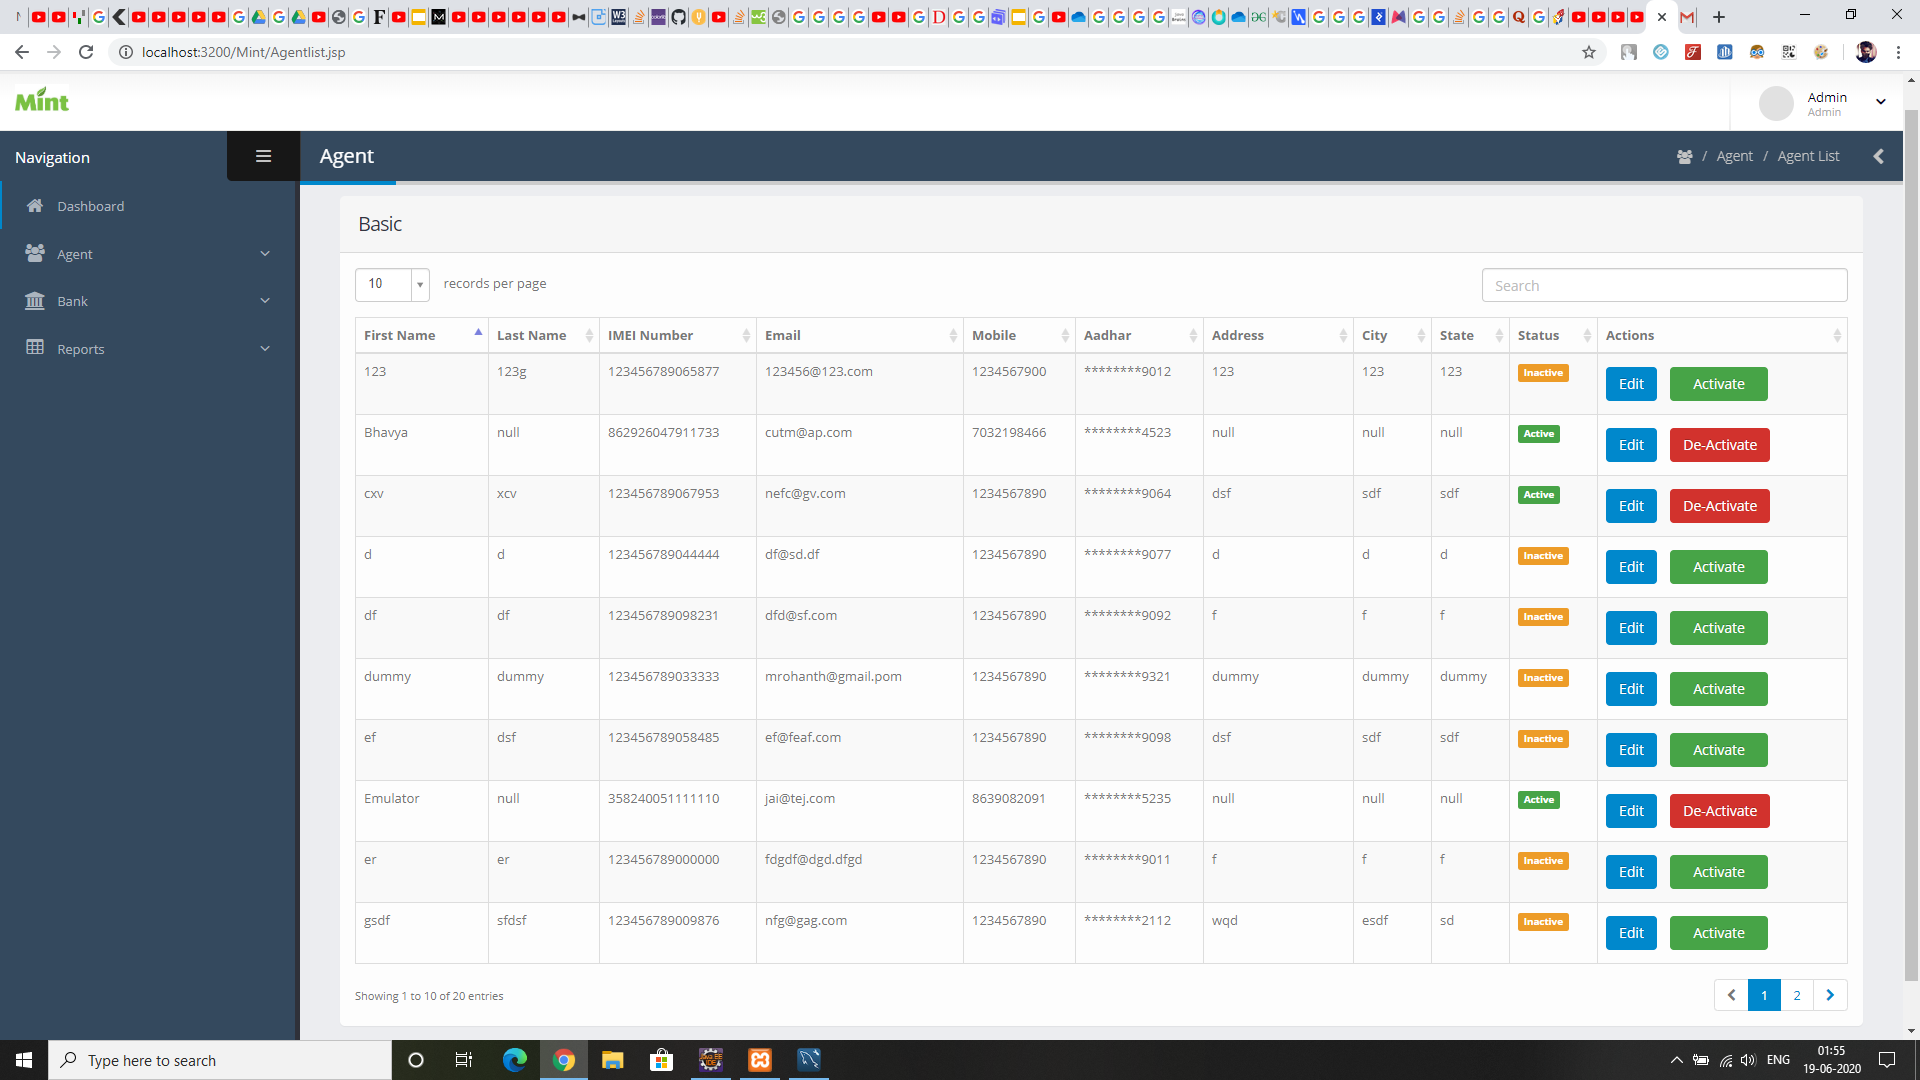 localhost:3200/Mint/Agentlist.jsp
Mint
Admin
Admin
Navigation
Agent
/ Agent / Agent List
Dashboard
Agent
Bank
Reports
Basic
10 records per page
Search
First Name Last Name IMEI Number Email Mobile Aadhar Address City State Status Actions
123 123g 123456789065877 123456@123.com 1234567900 ********9012 123 123 123 Inactive Edit Activate
Bhavya null 862926047911733 cutm@ap.com 7032198466 ********4523 null null null Active Edit De-Activate
cxv xcv 123456789067953 nefc@gv.com 1234567890 ********9064 dsf sdf sdf Active Edit De-Activate
d d 123456789044444 df@sd.df 1234567890 ********9077 d d d Inactive Edit Activate
df df 123456789098231 dfd@sf.com 1234567890 ********9092 f f f Inactive Edit Activate
dummy dummy 123456789033333 mrohanth@gmail.pom 1234567890 ********9321 dummy dummy dummy Inactive Edit Activate
ef dsf 123456789058485 ef@feaf.com 1234567890 ********9098 dsf sdf sdf Inactive Edit Activate
Emulator null 358240051111110 jai@tej.com 8639082091 ********5235 null null null Active Edit De-Activate
er er 123456789000000 fdgdf@dgd.dfgd 1234567890 ********9011 f f f Inactive Edit Activate
gsdf sfdsf 123456789009876 nfg@gag.com 1234567890 ********2112 wqd esdf sd Inactive Edit Activate
Showing 1 to 10 of 20 entries
1 2
Type here to search
ENG
01:55
19-06-2020